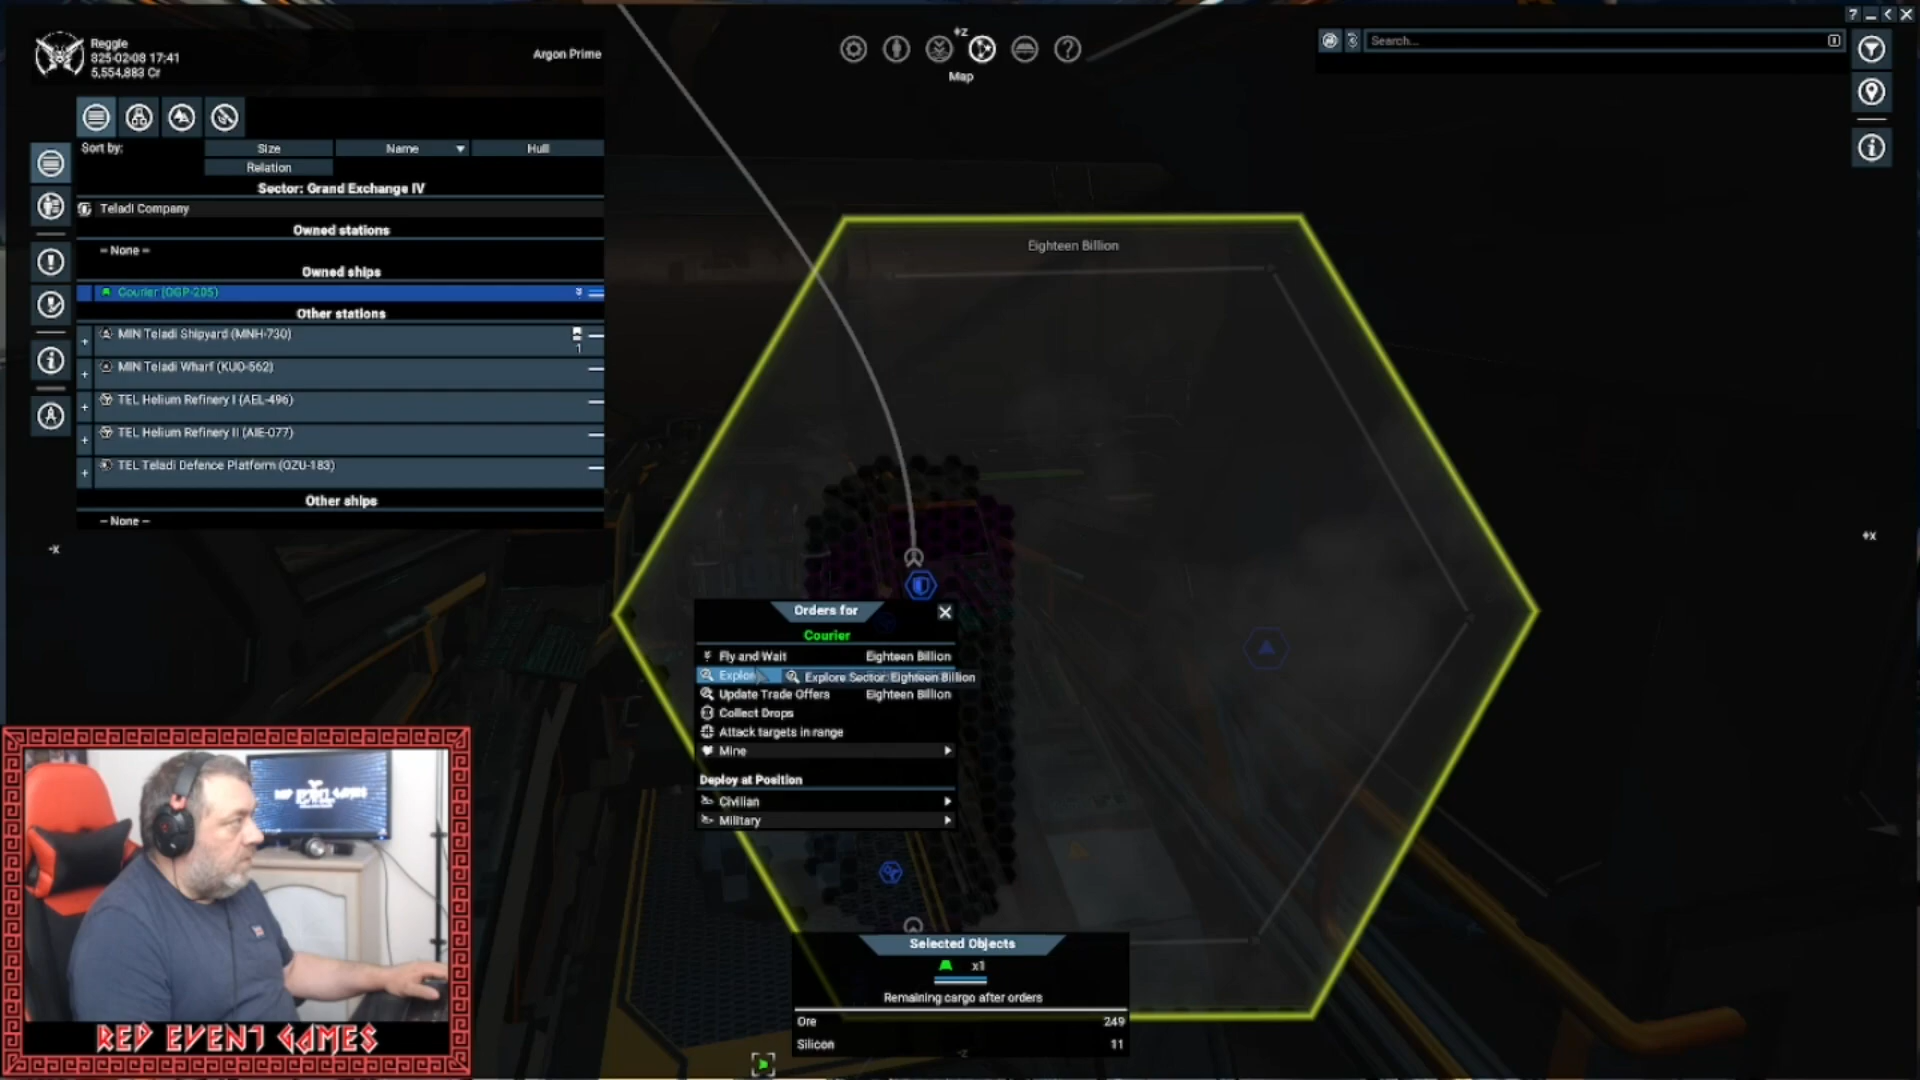 Reggle
825-02-08 17:41
5,554,883 Cr
Argon Prime
+Z
Map
Search...
Sort by:
Size
Name
Hull
Relation
Sector: Grand Exchange IV
Teladi Company
Owned stations
-- None --
Owned ships
Courier (OGP-205)
Other stations
MIN Teladi Shipyard (MNH-730)
1
MIN Teladi Wharf (KUO-562)
TEL Helium Refinery I (AEL-496)
TEL Helium Refinery II (AIE-077)
TEL Teladi Defence Platform (OZU-183)
Other ships
-- None --
-X
+X
Eighteen Billion
Orders for
Courier
Fly and Wait Eighteen Billion
Explore Sector: Eighteen Billion
Update Trade Offers Eighteen Billion
Collect Drops
Attack targets in range
Mine
Deploy at Position
Civilian
Military
Selected Objects
x1
Remaining cargo after orders
Ore 249
Silicon 11
-Z
RED EVENT GAMES
RED EVENT GAMES